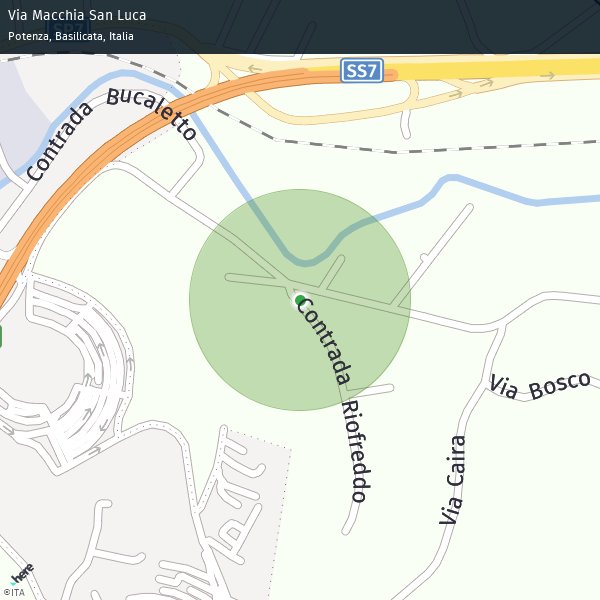 Via Macchia San Luca
Potenza, Basilicata, Italia
SS7
Contrada Bucaletto
Contrada Riofreddo
Via Bosco
Via Caira
here
©ITA